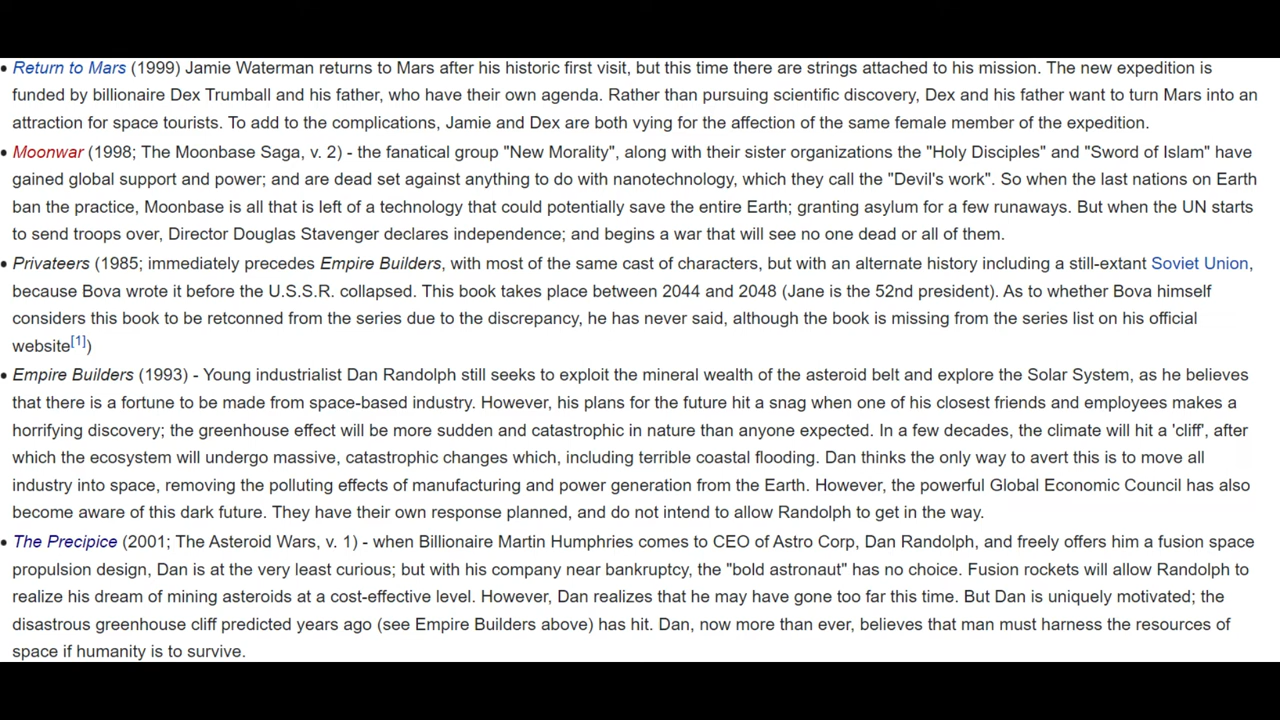 • Return to Mars (1999) Jamie Waterman returns to Mars after his historic first visit, but this time there are strings attached to his mission. The new expedition is
funded by billionaire Dex Trumball and his father, who have their own agenda. Rather than pursuing scientific discovery, Dex and his father want to turn Mars into an
attraction for space tourists. To add to the complications, Jamie and Dex are both vying for the affection of the same female member of the expedition.
• Moonwar (1998; The Moonbase Saga, v. 2) - the fanatical group "New Morality", along with their sister organizations the "Holy Disciples" and "Sword of Islam" have
gained global support and power; and are dead set against anything to do with nanotechnology, which they call the "Devil's work". So when the last nations on Earth
ban the practice, Moonbase is all that is left of a technology that could potentially save the entire Earth; granting asylum for a few runaways. But when the UN starts
to send troops over, Director Douglas Stavenger declares independence; and begins a war that will see no one dead or all of them.
• Privateers (1985; immediately precedes Empire Builders, with most of the same cast of characters, but with an alternate history including a still-extant Soviet Union,
because Bova wrote it before the U.S.S.R. collapsed. This book takes place between 2044 and 2048 (Jane is the 52nd president). As to whether Bova himself
considers this book to be retconned from the series due to the discrepancy, he has never said, although the book is missing from the series list on his official
website[1])
• Empire Builders (1993) - Young industrialist Dan Randolph still seeks to exploit the mineral wealth of the asteroid belt and explore the Solar System, as he believes
that there is a fortune to be made from space-based industry. However, his plans for the future hit a snag when one of his closest friends and employees makes a
horrifying discovery; the greenhouse effect will be more sudden and catastrophic in nature than anyone expected. In a few decades, the climate will hit a 'cliff', after
which the ecosystem will undergo massive, catastrophic changes which, including terrible coastal flooding. Dan thinks the only way to avert this is to move all
industry into space, removing the polluting effects of manufacturing and power generation from the Earth. However, the powerful Global Economic Council has also
become aware of this dark future. They have their own response planned, and do not intend to allow Randolph to get in the way.
• The Precipice (2001; The Asteroid Wars, v. 1) - when Billionaire Martin Humphries comes to CEO of Astro Corp, Dan Randolph, and freely offers him a fusion space
propulsion design, Dan is at the very least curious; but with his company near bankruptcy, the "bold astronaut" has no choice. Fusion rockets will allow Randolph to
realize his dream of mining asteroids at a cost-effective level. However, Dan realizes that he may have gone too far this time. But Dan is uniquely motivated; the
disastrous greenhouse cliff predicted years ago (see Empire Builders above) has hit. Dan, now more than ever, believes that man must harness the resources of
space if humanity is to survive.